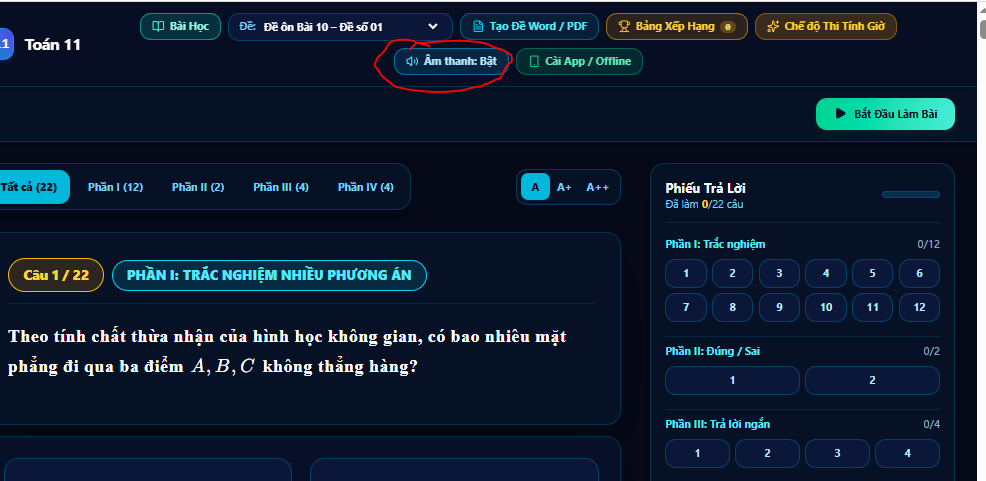 Toán 11
Bài Học
Đề: Đề ôn Bài 10 – Đề số 01
Tạo Đề Word / PDF
Bảng Xếp Hạng 0
Chế độ Thi Tính Giờ
Âm thanh: Bật
Cài App / Offline
Bắt Đầu Làm Bài
Tất cả (22)
Phần I (12)
Phần II (2)
Phần III (4)
Phần IV (4)
A
A+
A++
Câu 1 / 22
PHẦN I: TRẮC NGHIỆM NHIỀU PHƯƠNG ÁN
Theo tính chất thừa nhận của hình học không gian, có bao nhiêu mặt
phẳng đi qua ba điểm A, B, C không thẳng hàng?
Phiếu Trả Lời
Đã làm 0/22 câu
Phần I: Trắc nghiệm 0/12
1 2 3 4 5 6
7 8 9 10 11 12
Phần II: Đúng / Sai 0/2
1 2
Phần III: Trả lời ngắn 0/4
1 2 3 4